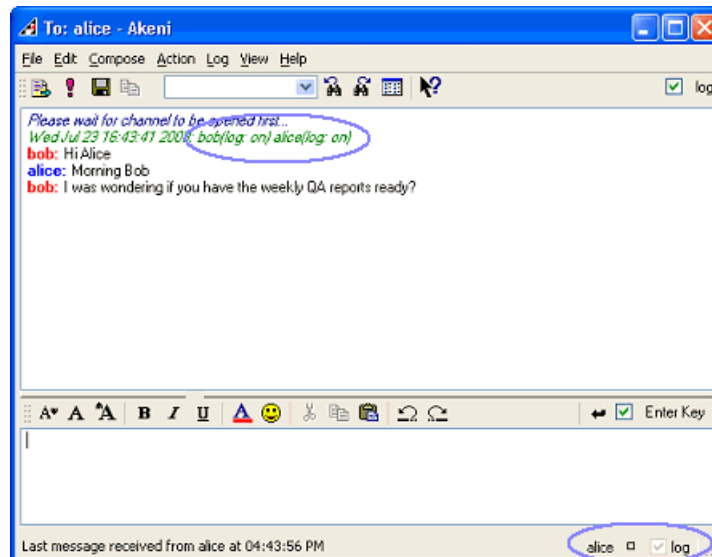 To: alice - Akeni
File Edit Compose Action Log View Help
log
Please wait for channel to be opened first...
Wed Jul 23 16:43:41 2003: bob(log: on) alice(log: on)
bob: Hi Alice
alice: Morning Bob
bob: I was wondering if you have the weekly QA reports ready?
A A A B I U A Enter Key
Last message received from alice at 04:43:56 PM alice log